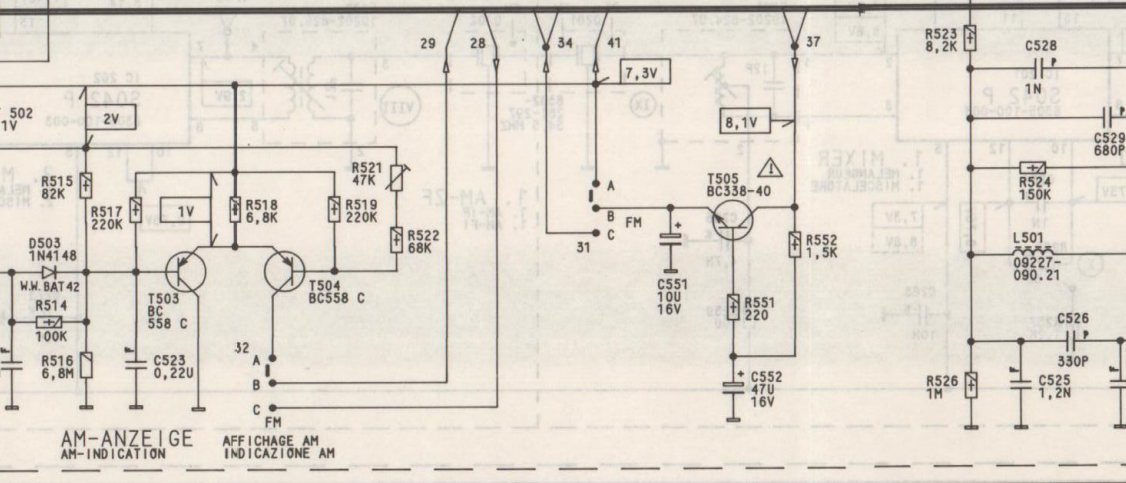 29
28
34
41
37
7,3V
8,1V
R523
8,2K
C528
1N
502
1V
2V
C529
680P
R515
82K
R517
220K
1V
R518
6,8K
R519
220K
R521
47K
R522
68K
A
B
FM
C
31
T505
BC338-40
R524
150K
D503
1N4148
W.W.BAT42
R514
100K
R516
6,8M
T503
BC
558 C
T504
BC558 C
C523
0,22U
C551
10U
16V
R551
220
R552
1,5K
L501
09227-
090.21
C526
330P
32
A
B
C
FM
C552
47U
16V
R526
1M
C525
1,2N
AM-ANZEIGE
AM-INDICATION
AFFICHAGE AM
INDICAZIONE AM